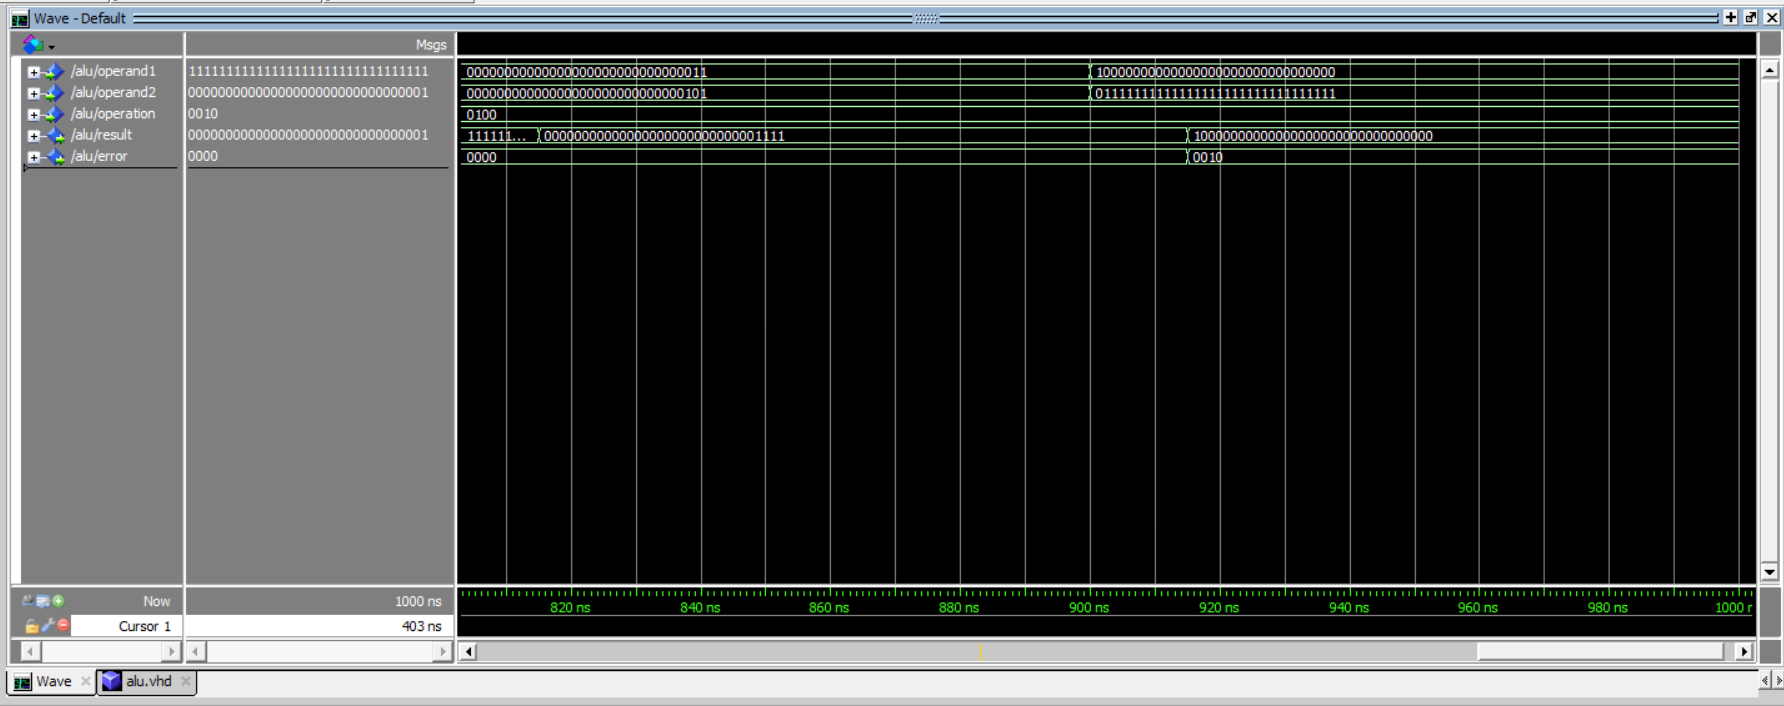 Wave - Default
Msgs
/alu/operand1 11111111111111111111111111111111 00000000000000000000000000000011 10000000000000000000000000000000
/alu/operand2 00000000000000000000000000000001 00000000000000000000000000000101 01111111111111111111111111111111
/alu/operation 0010 0100
/alu/result 00000000000000000000000000000001 111111... 00000000000000000000000000001111 10000000000000000000000000000000
/alu/error 0000 0000 0010
Now 1000 ns 820 ns 840 ns 860 ns 880 ns 900 ns 920 ns 940 ns 960 ns 980 ns 1000 r
Cursor 1 403 ns
Wave alu.vhd